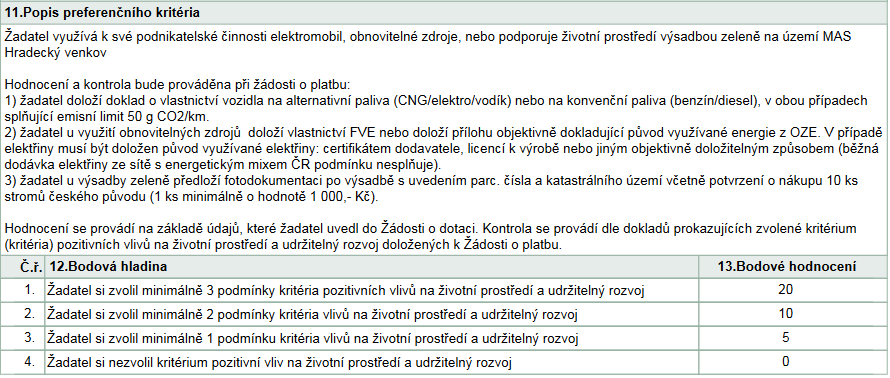 11.Popis preferenčního kritéria
Žadatel využívá k své podnikatelské činnosti elektromobil, obnovitelné zdroje, nebo podporuje životní prostředí výsadbou zeleně na území MAS
Hradecký venkov
Hodnocení a kontrola bude prováděna při žádosti o platbu:
1) žadatel doloží doklad o vlastnictví vozidla na alternativní paliva (CNG/elektro/vodík) nebo na konvenční paliva (benzín/diesel), v obou případech
splňující emisní limit 50 g CO2/km.
2) žadatel u využití obnovitelných zdrojů  doloží vlastnictví FVE nebo doloží přílohu objektivně dokladující původ využívané energie z OZE. V případě
elektřiny musí být doložen původ využívané elektřiny: certifikátem dodavatele, licencí k výrobě nebo jiným objektivně doložitelným způsobem (běžná
dodávka elektřiny ze sítě s energetickým mixem ČR podmínku nesplňuje).
3) žadatel u výsadby zeleně předloží fotodokumentaci po výsadbě s uvedením parc. čísla a katastrálního území včetně potvrzení o nákupu 10 ks
stromů českého původu (1 ks minimálně o hodnotě 1 000,- Kč).
Hodnocení se provádí na základě údajů, které žadatel uvedl do Žádosti o dotaci. Kontrola se provádí dle dokladů prokazujících zvolené kritérium
(kritéria) pozitivních vlivů na životní prostředí a udržitelný rozvoj doložených k Žádosti o platbu.
Č.ř. 12.Bodová hladina 13.Bodové hodnocení
1. Žadatel si zvolil minimálně 3 podmínky kritéria pozitivních vlivů na životní prostředí a udržitelný rozvoj 20
2. Žadatel si zvolil minimálně 2 podmínky kritéria vlivů na životní prostředí a udržitelný rozvoj 10
3. Žadatel si zvolil minimálně 1 podmínku kritéria vlivů na životní prostředí a udržitelný rozvoj 5
4. Žadatel si nezvolil kritérium pozitivní vliv na životní prostředí a udržitelný rozvoj 0